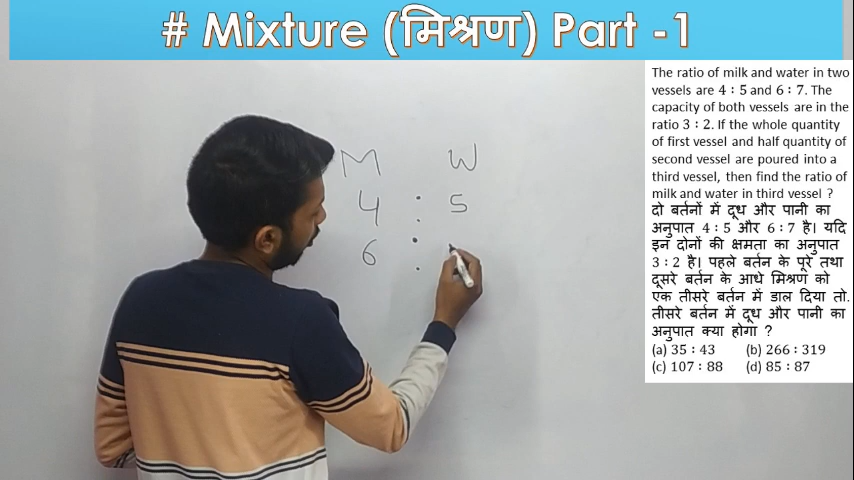 # Mixture (मिश्रण) Part -1
The ratio of milk and water in two
vessels are 4 : 5 and 6 : 7. The
capacity of both vessels are in the
ratio 3 : 2. If the whole quantity
of first vessel and half quantity of
second vessel are poured into a
third vessel, then find the ratio of
milk and water in third vessel ?
दो बर्तनों में दूध और पानी का
अनुपात 4 : 5 और 6 : 7 है। यदि
इन दोनों की क्षमता का अनुपात
3 : 2 है। पहले बर्तन के पूरे तथा
दूसरे बर्तन के आधे मिश्रण को
एक तीसरे बर्तन में डाल दिया तो.
तीसरे बर्तन में दूध और पानी का
अनुपात क्या होगा ?
(a) 35 : 43 (b) 266 : 319
(c) 107 : 88 (d) 85 : 87
M W
4 : 5
6 :